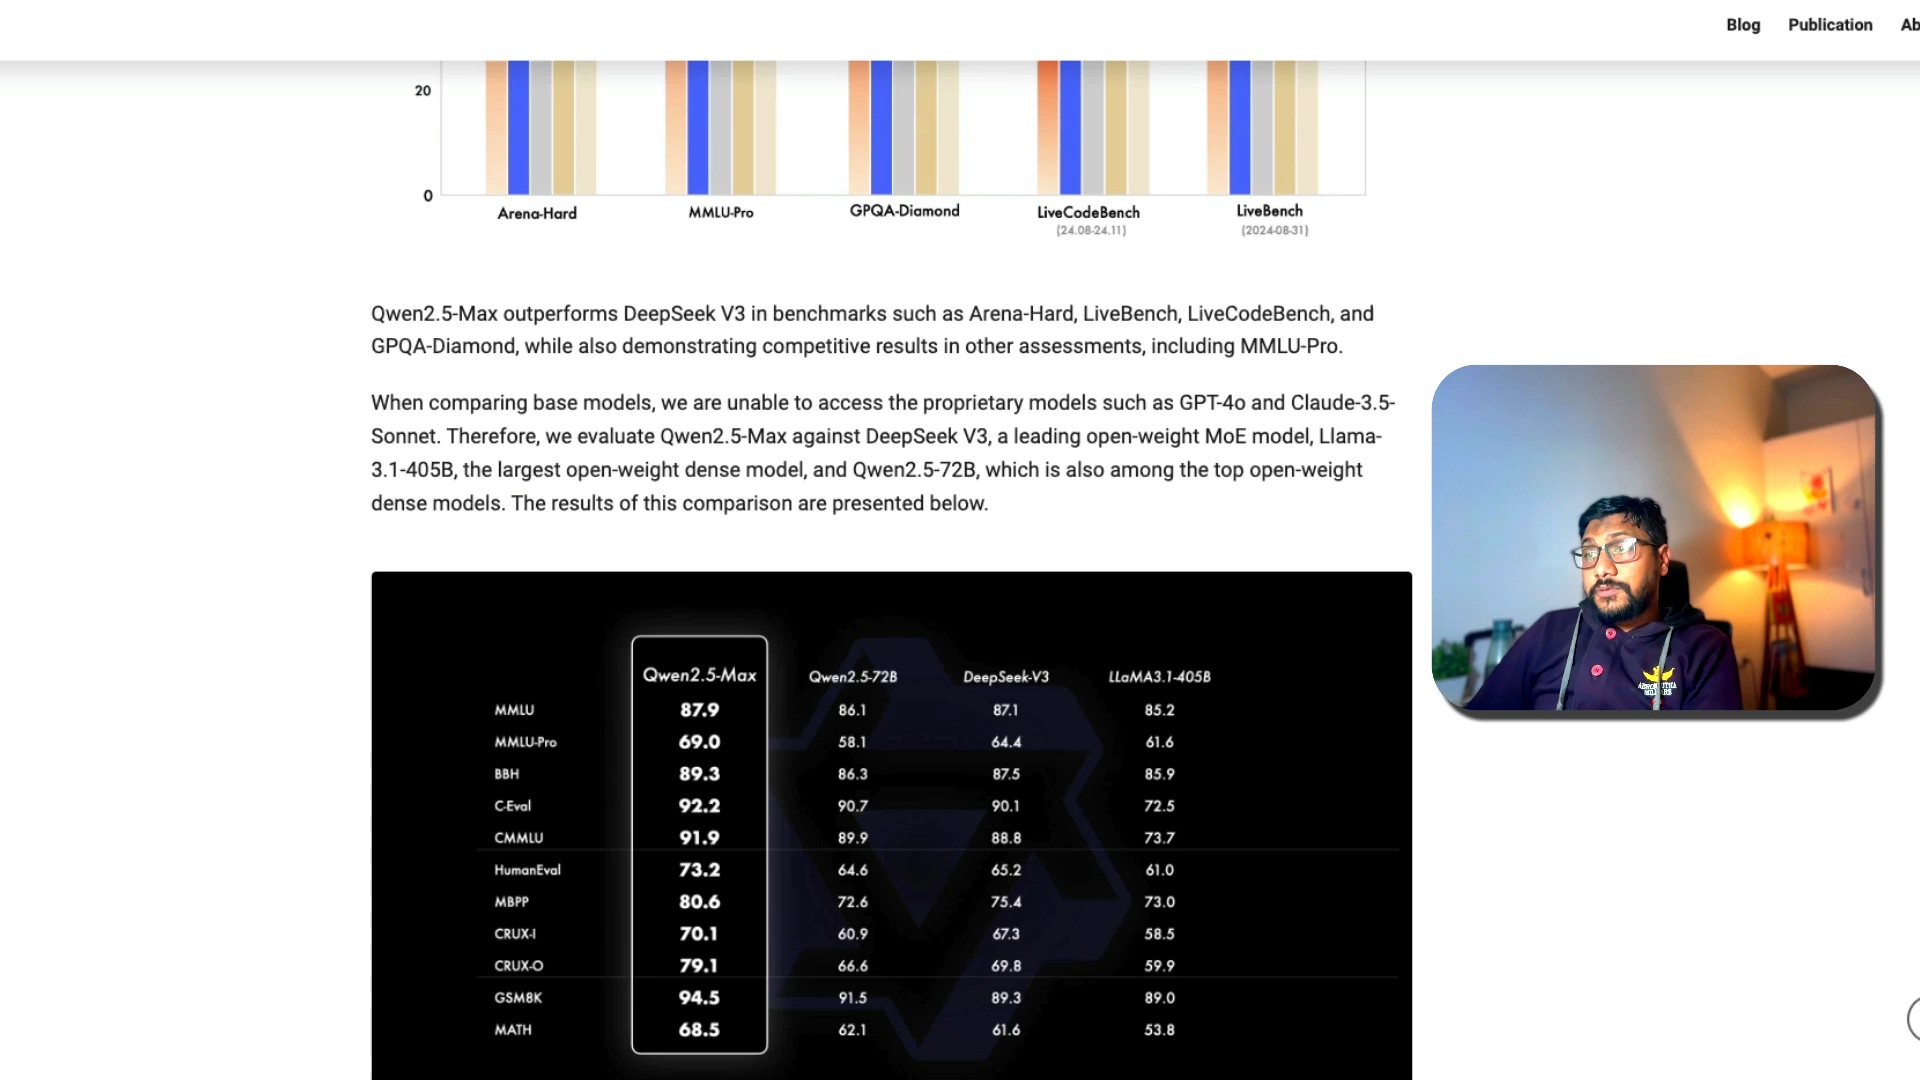 Blog Publication Ab
20
0
Arena-Hard MMLU-Pro GPQA-Diamond LiveCodeBench LiveBench
(24.08-24.11) (2024-08-31)
Qwen2.5-Max outperforms DeepSeek V3 in benchmarks such as Arena-Hard, LiveBench, LiveCodeBench, and
GPQA-Diamond, while also demonstrating competitive results in other assessments, including MMLU-Pro.
When comparing base models, we are unable to access the proprietary models such as GPT-4o and Claude-3.5-
Sonnet. Therefore, we evaluate Qwen2.5-Max against DeepSeek V3, a leading open-weight MoE model, Llama-
3.1-405B, the largest open-weight dense model, and Qwen2.5-72B, which is also among the top open-weight
dense models. The results of this comparison are presented below.
Qwen2.5-Max Qwen2.5-72B DeepSeek-V3 LLaMA3.1-405B
MMLU 87.9 86.1 87.1 85.2
MMLU-Pro 69.0 58.1 64.4 61.6
BBH 89.3 86.3 87.5 85.9
C-Eval 92.2 90.7 90.1 72.5
CMMLU 91.9 89.9 88.8 73.7
HumanEval 73.2 64.6 65.2 61.0
MBPP 80.6 72.6 75.4 73.0
CRUX-I 70.1 60.9 67.3 58.5
CRUX-O 79.1 66.6 69.8 59.9
GSM8K 94.5 91.5 89.3 89.0
MATH 68.5 62.1 61.6 53.8